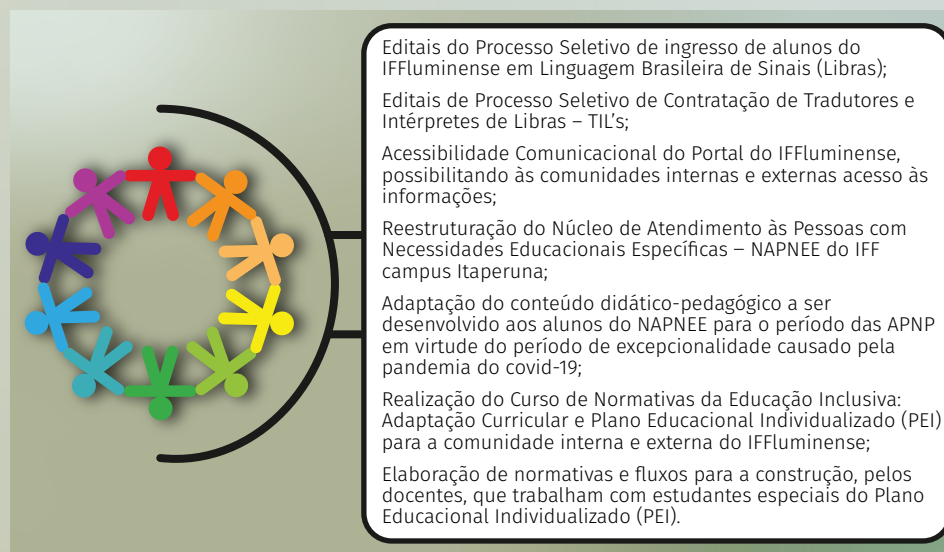 Editais do Processo Seletivo de ingresso de alunos do
IFFluminense em Linguagem Brasileira de Sinais (Libras);
Editais de Processo Seletivo de Contratação de Tradutores e
Intérpretes de Libras – TIL’s;
Acessibilidade Comunicacional do Portal do IFFluminense,
possibilitando às comunidades internas e externas acesso às
informações;
Reestruturação do Núcleo de Atendimento às Pessoas com
Necessidades Educacionais Específicas – NAPNEE do IFF
campus Itaperuna;
Adaptação do conteúdo didático-pedagógico a ser
desenvolvido aos alunos do NAPNEE para o período das APNP
em virtude do período de excepcionalidade causado pela
pandemia do covid-19;
Realização do Curso de Normativas da Educação Inclusiva:
Adaptação Curricular e Plano Educacional Individualizado (PEI)
para a comunidade interna e externa do IFFluminense;
Elaboração de normativas e fluxos para a construção, pelos
docentes, que trabalham com estudantes especiais do Plano
Educacional Individualizado (PEI).